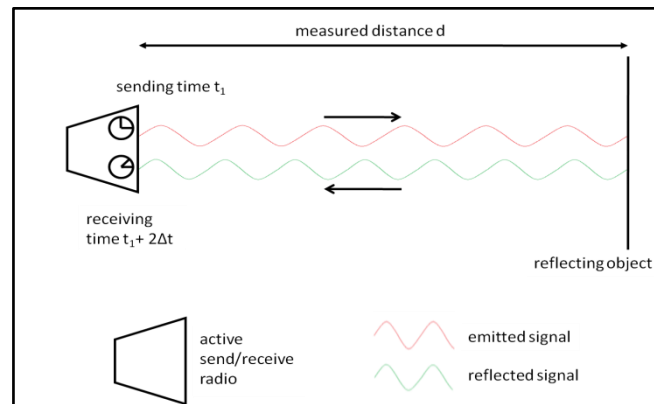 measured distance d
sending time t₁
receiving
time t₁+ 2Δt
reflecting object
active
send/receive
radio
emitted signal
reflected signal